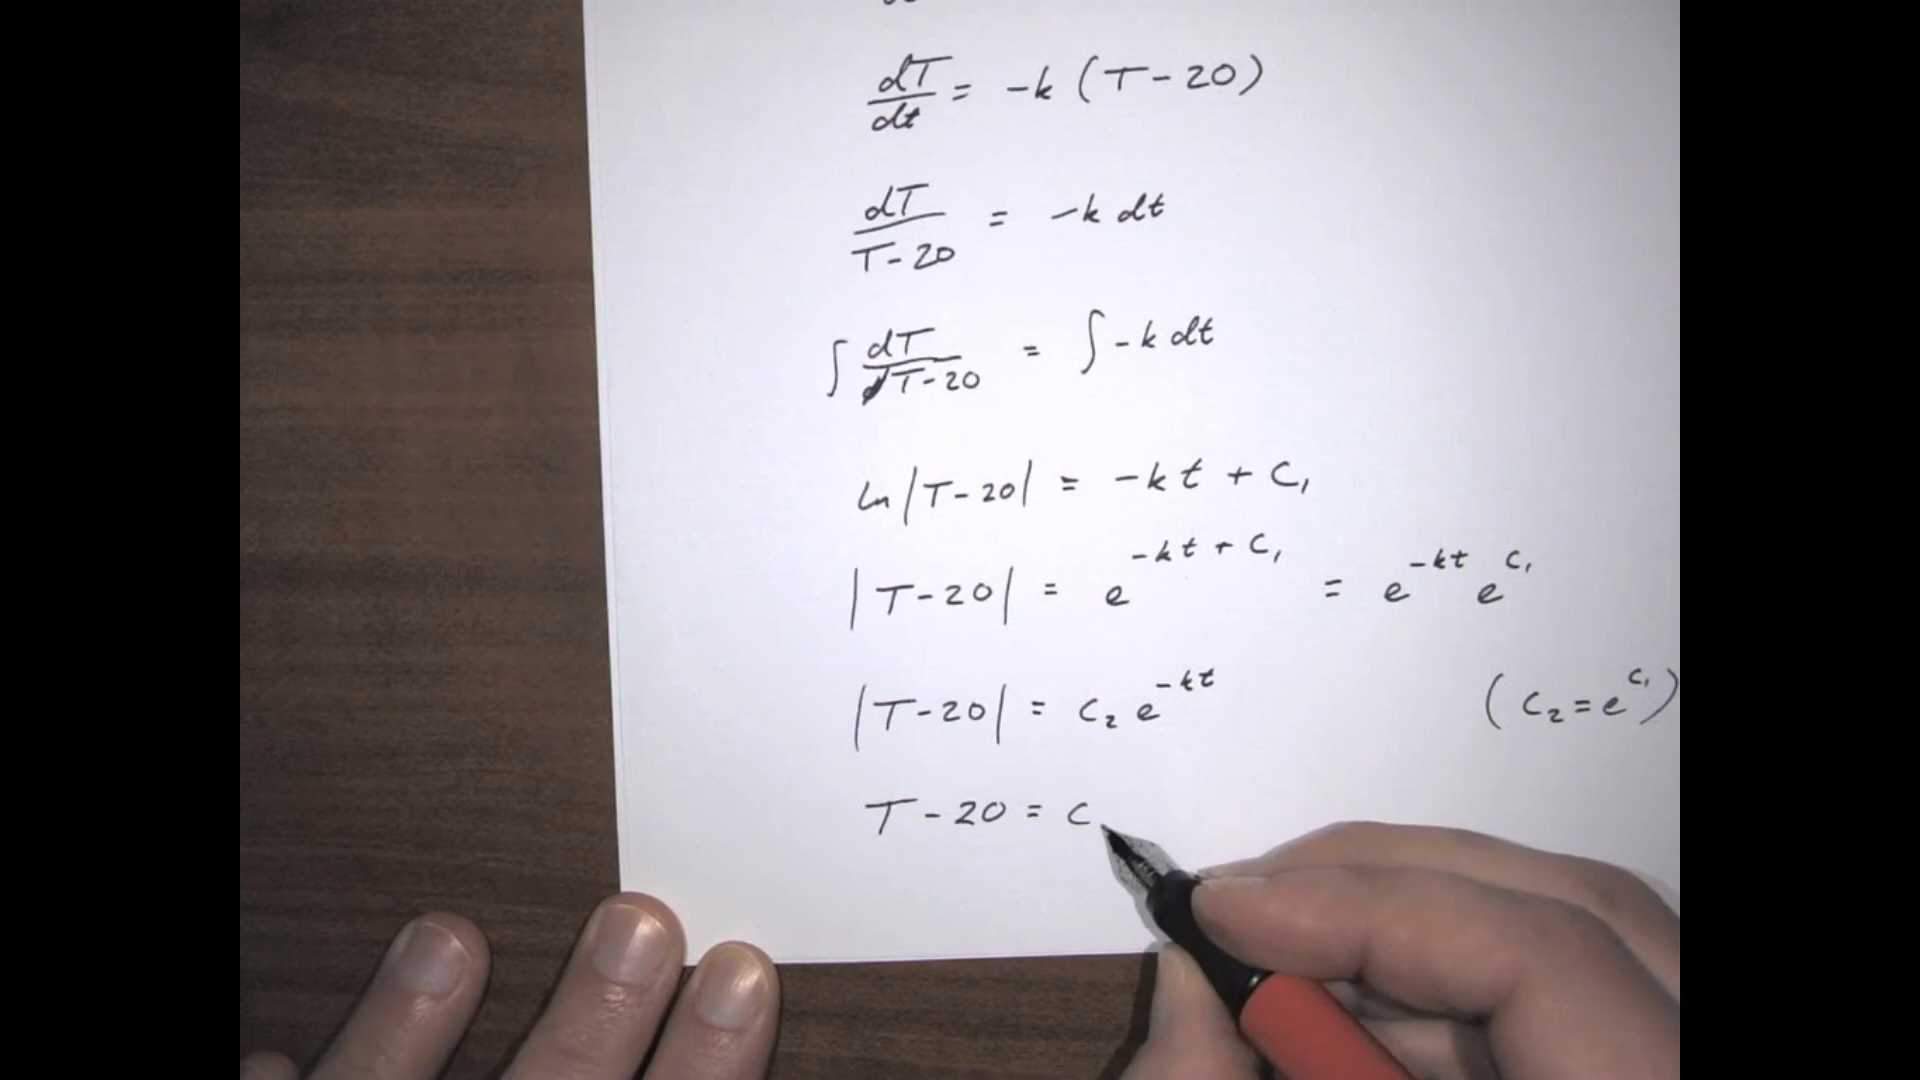 dT/dt = -k (T - 20)
dT/(T - 20) = -k dt
∫ dT/(T - 20) = ∫ -k dt
ln |T - 20| = -k t + C₁
|T - 20| = e^(-kt + C₁) = e^(-kt) e^(C₁)
|T - 20| = C₂ e^(-kt) (C₂ = e^(C₁))
T - 20 = C